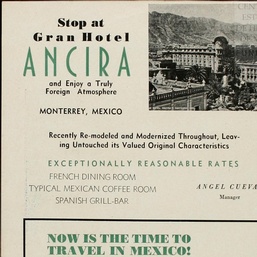 Stop at
Gran Hotel
ANCIRA
and Enjoy a Truly
Foreign Atmosphere
MONTERREY, MEXICO
Recently Re-modeled and Modernized Throughout, Leav-
ing Untouched its Valued Original Characteristics
EXCEPTIONALLY REASONABLE RATES
FRENCH DINING ROOM
TYPICAL MEXICAN COFFEE ROOM
SPANISH GRILL-BAR
ANGEL CUEVA
Manager
NOW IS THE TIME TO
TRAVEL IN MEXICO!